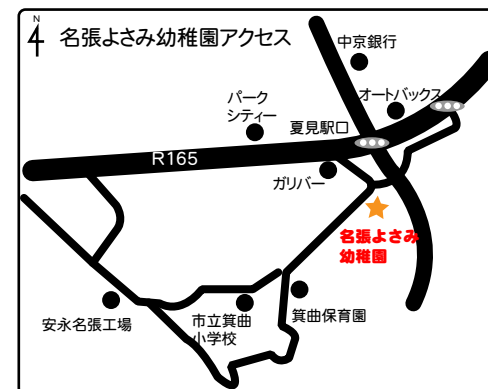 N
名張よさみ幼稚園アクセス
中京銀行
パーク
シティー
オートバックス
夏見駅口
R165
ガリバー
名張よさみ
幼稚園
安永名張工場
市立箕曲
小学校
箕曲保育園